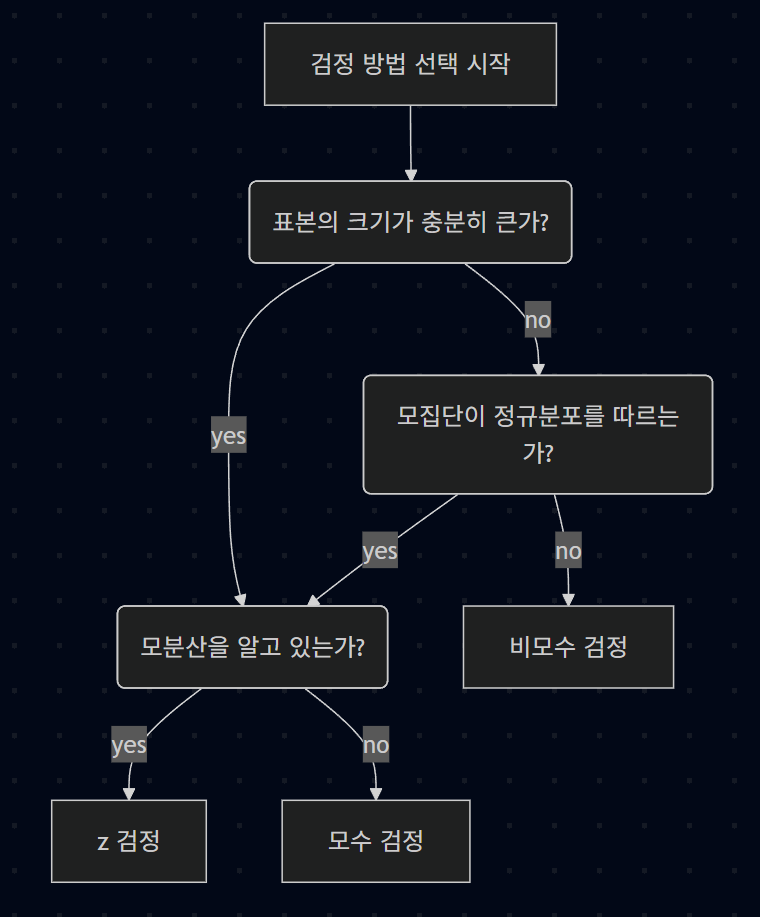 검정 방법 선택 시작
표본의 크기가 충분히 큰가?
no
모집단이 정규분포를 따르는
가?
yes
yes
no
모분산을 알고 있는가?
비모수 검정
yes
no
z 검정
모수 검정